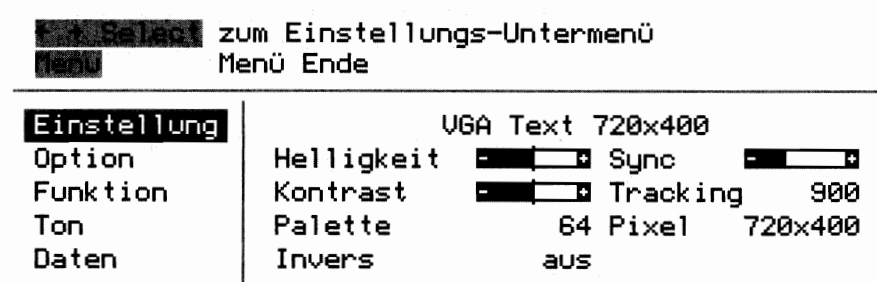 Select zum Einstellungs-Untermenü
Menü Menü Ende
Einstellung VGA Text 720x400
Option Helligkeit - + Sync - +
Funktion Kontrast - + Tracking 900
Ton Palette 64 Pixel 720x400
Daten Invers aus